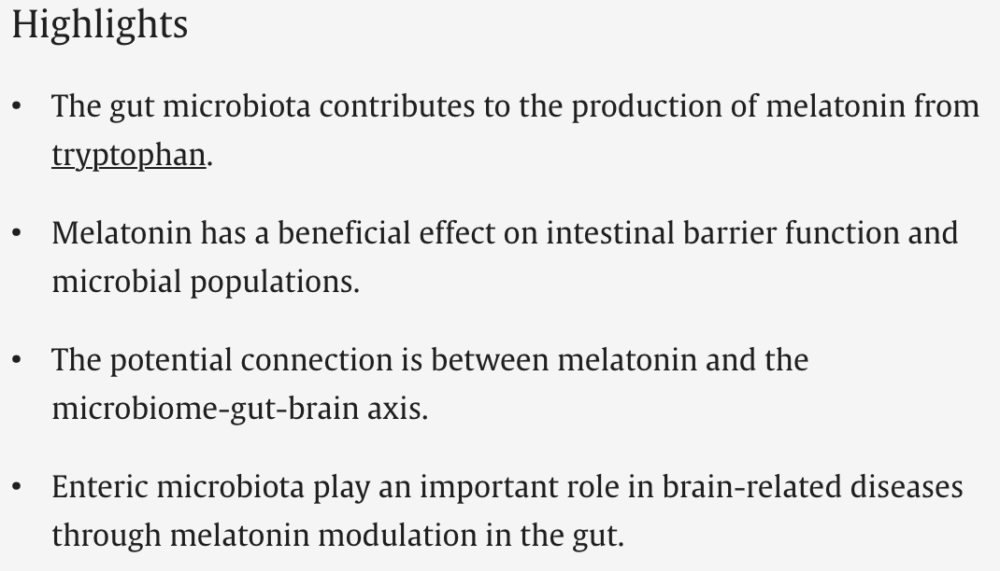 Highlights
• The gut microbiota contributes to the production of melatonin from
tryptophan.
• Melatonin has a beneficial effect on intestinal barrier function and
microbial populations.
• The potential connection is between melatonin and the
microbiome-gut-brain axis.
• Enteric microbiota play an important role in brain-related diseases
through melatonin modulation in the gut.